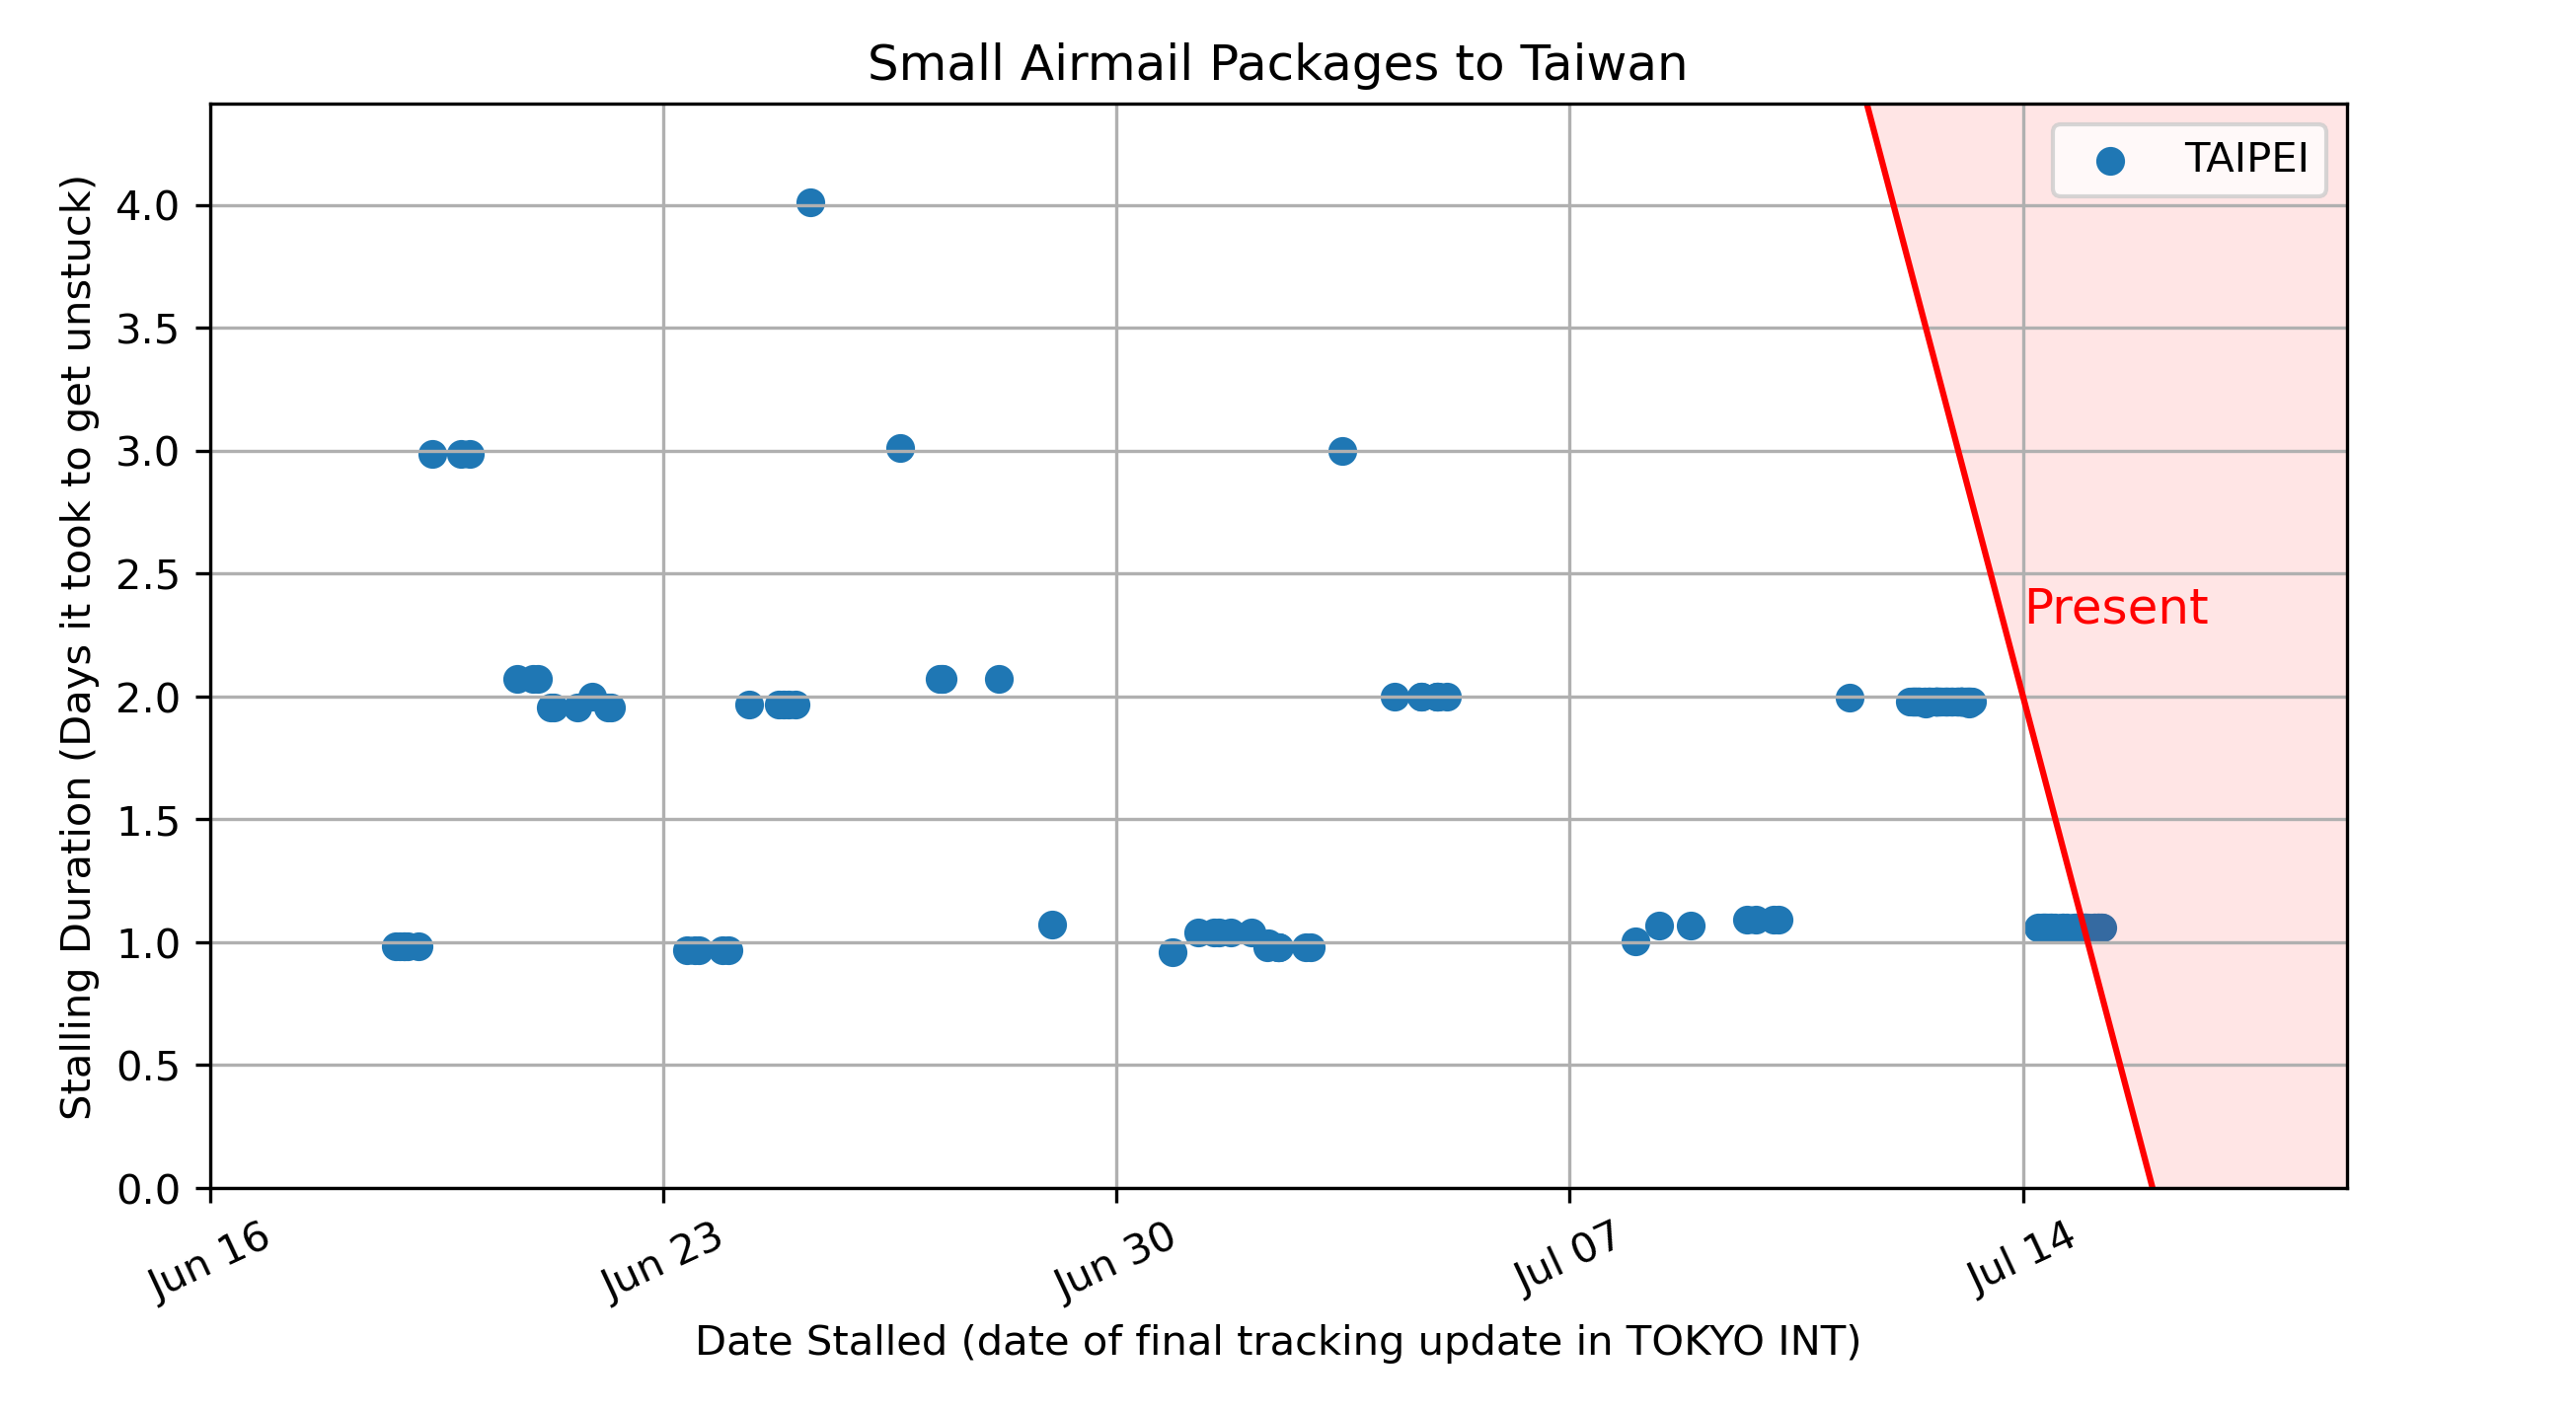 Small Airmail Packages to Taiwan
TAIPEI
Stalling Duration (Days it took to get unstuck)
4.0
3.5
3.0
2.5
2.0
1.5
1.0
0.5
0.0
Present
Jun 16
Jun 23
Jun 30
Jul 07
Jul 14
Date Stalled (date of final tracking update in TOKYO INT)